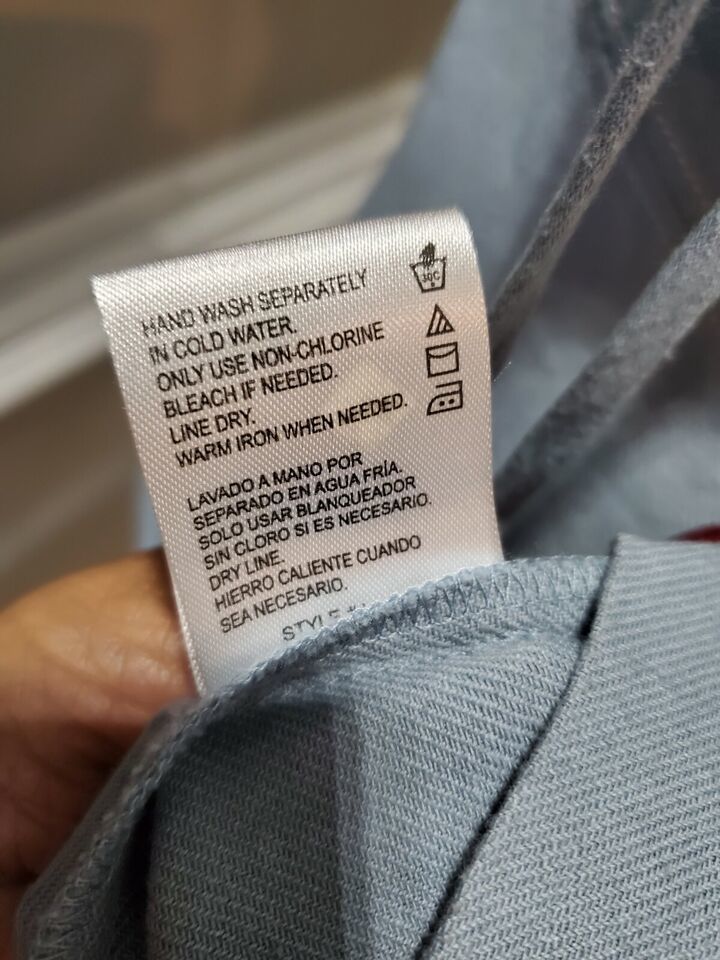 HAND WASH SEPARATELY
IN COLD WATER.
ONLY USE NON-CHLORINE
BLEACH IF NEEDED.
LINE DRY.
WARM IRON WHEN NEEDED.
30C
LAVADO A MANO POR
SEPARADO EN AGUA FRÍA.
SOLO USAR BLANQUEADOR
SIN CLORO SI ES NECESARIO.
DRY LINE.
HIERRO CALIENTE CUANDO
SEA NECESARIO.
STYLE